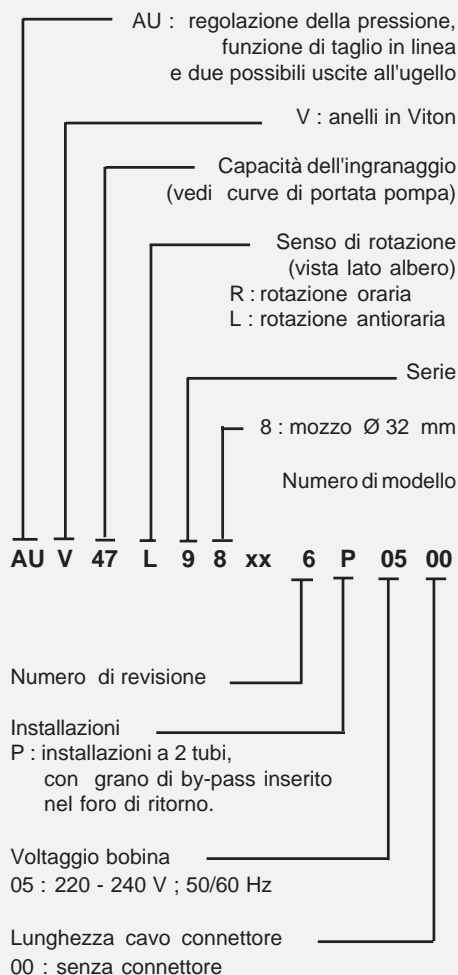 AU : regolazione della pressione,
funzione di taglio in linea
e due possibili uscite all'ugello
V : anelli in Viton
Capacità dell'ingranaggio
(vedi curve di portata pompa)
Senso di rotazione
(vista lato albero)
R : rotazione oraria
L : rotazione antioraria
Serie
8 : mozzo Ø 32 mm
Numero di modello
AU V 47 L 9 8 xx 6 P 05 00
Numero di revisione
Installazioni
P : installazioni a 2 tubi,
con grano di by-pass inserito
nel foro di ritorno.
Voltaggio bobina
05 : 220 - 240 V ; 50/60 Hz
Lunghezza cavo connettore
00 : senza connettore